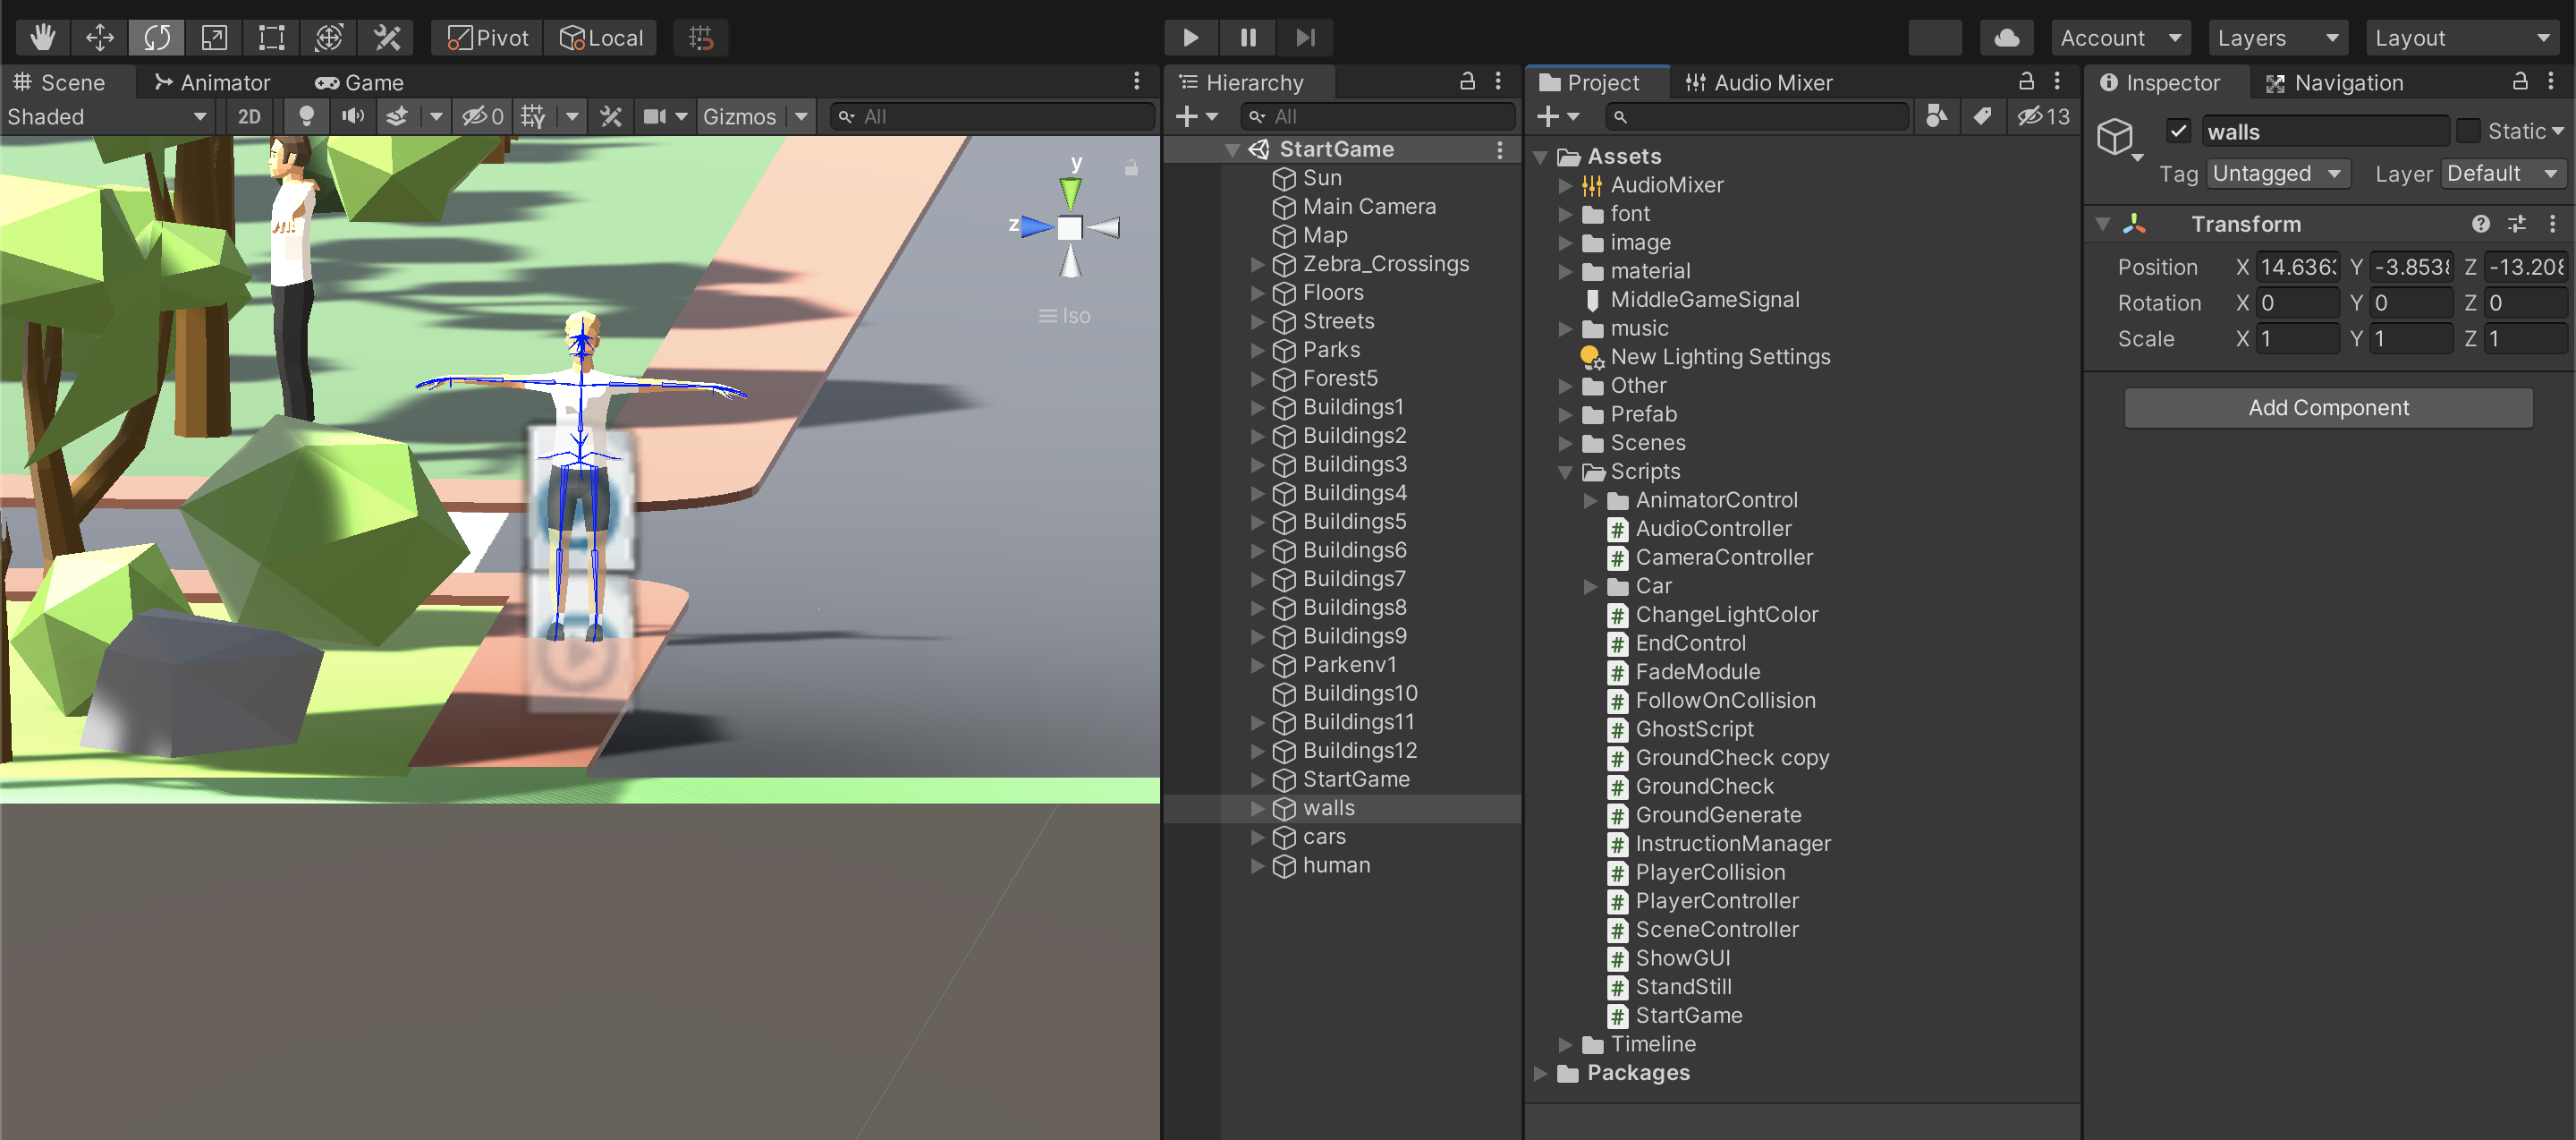 Pivot Local Account Layers Layout
Scene Animator Game
Shaded 2D 0 Gizmos All
y
z
Iso
Hierarchy
All
StartGame
Sun
Main Camera
Map
Zebra_Crossings
Floors
Streets
Parks
Forest5
Buildings1
Buildings2
Buildings3
Buildings4
Buildings5
Buildings6
Buildings7
Buildings8
Buildings9
Parkenv1
Buildings10
Buildings11
Buildings12
StartGame
walls
cars
human
Project Audio Mixer
13
Assets
AudioMixer
font
image
material
MiddleGameSignal
music
New Lighting Settings
Other
Prefab
Scenes
Scripts
AnimatorControl
# AudioController
# CameraController
Car
# ChangeLightColor
# EndControl
# FadeModule
# FollowOnCollision
# GhostScript
# GroundCheck copy
# GroundCheck
# GroundGenerate
# InstructionManager
# PlayerCollision
# PlayerController
# SceneController
# ShowGUI
# StandStill
# StartGame
Timeline
Packages
Inspector Navigation
walls Static
Tag Untagged Layer Default
Transform
Position X 14.636 Y -3.853 Z -13.20
Rotation X 0 Y 0 Z 0
Scale X 1 Y 1 Z 1
Add Component